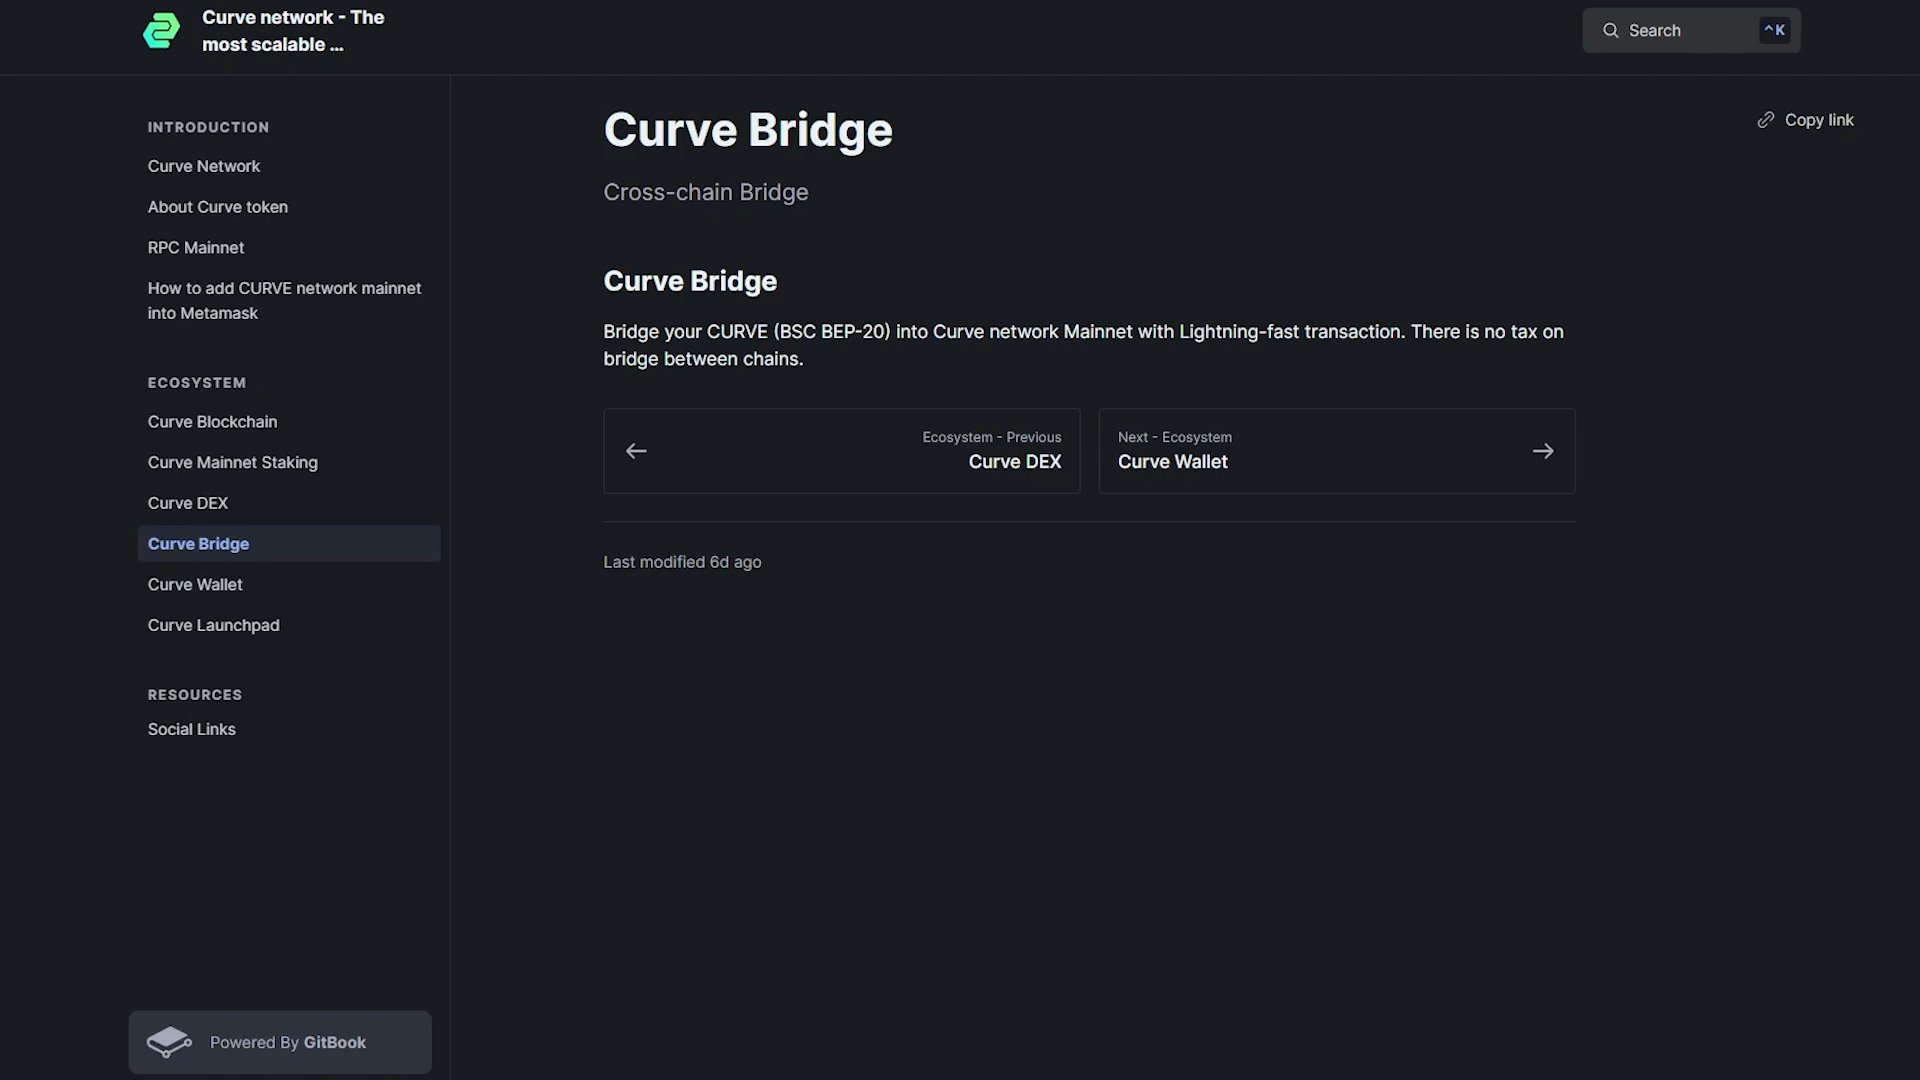 Curve network - The
most scalable ...
Search
^K
INTRODUCTION
Curve Network
About Curve token
RPC Mainnet
How to add CURVE network mainnet
into Metamask
ECOSYSTEM
Curve Blockchain
Curve Mainnet Staking
Curve DEX
Curve Bridge
Curve Wallet
Curve Launchpad
RESOURCES
Social Links
Powered By GitBook
Curve Bridge
Copy link
Cross-chain Bridge
Curve Bridge
Bridge your CURVE (BSC BEP-20) into Curve network Mainnet with Lightning-fast transaction. There is no tax on
bridge between chains.
Ecosystem - Previous
Curve DEX
Next - Ecosystem
Curve Wallet
Last modified 6d ago